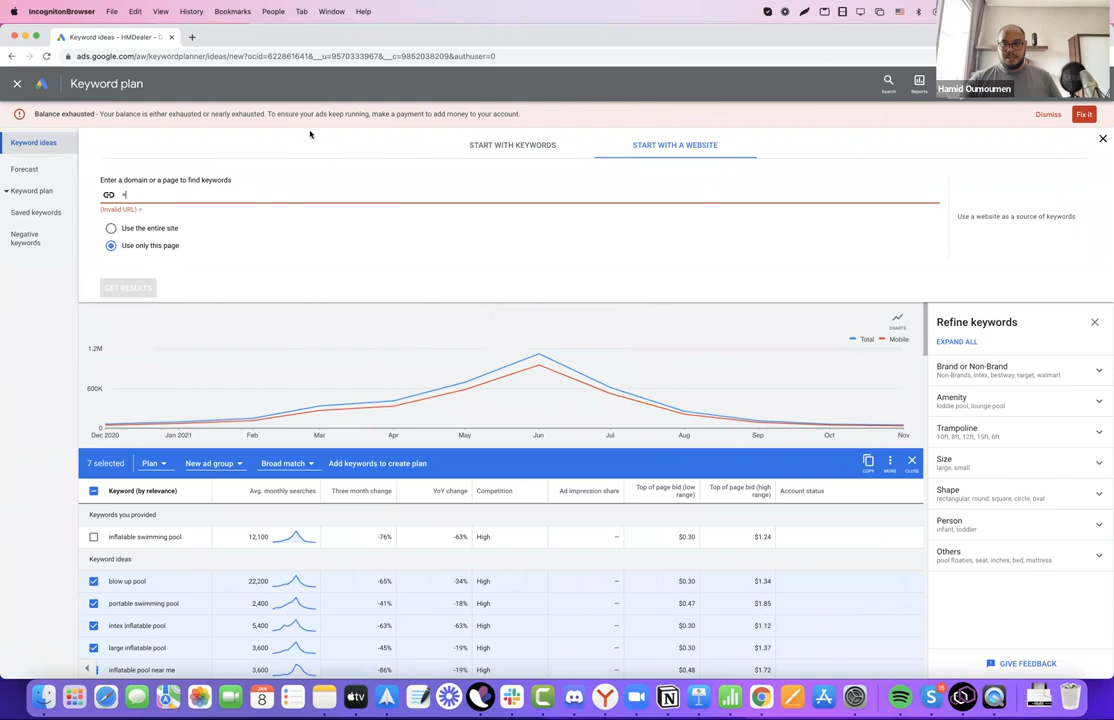 IncognitonBrowser File Edit View History Bookmarks People Tab Window Help
Keyword ideas - HMDealer - G
ads.google.com/aw/keywordplanner/ideas/new?ocid=622861641&__u=9570333967&__c=9852038209&authuser=0
Keyword plan
Search
Reports
Hamid Oumoumen
Balance exhausted - Your balance is either exhausted or nearly exhausted. To ensure your ads keep running, make a payment to add money to your account.
Dismiss
Fix it
Keyword ideas
Forecast
Keyword plan
Saved keywords
Negative
keywords
START WITH KEYWORDS
START WITH A WEBSITE
Enter a domain or a page to find keywords
=
(Invalid URL) =
Use the entire site
Use only this page
GET RESULTS
Use a website as a source of keywords
CHARTS
Total Mobile
1.2M
600K
0
Dec 2020 Jan 2021 Feb Mar Apr May Jun Jul Aug Sep Oct Nov
7 selected Plan New ad group Broad match Add keywords to create plan
COPY MORE CLOSE
Keyword (by relevance) Avg. monthly searches Three month change YoY change Competition Ad impression share Top of page bid (low range) Top of page bid (high range) Account status
Keywords you provided
inflatable swimming pool 12,100 -76% -63% High – $0.30 $1.24
Keyword ideas
blow up pool 22,200 -65% -34% High – $0.30 $1.34
portable swimming pool 2,400 -41% -18% High – $0.47 $1.85
intex inflatable pool 5,400 -63% -63% High – $0.30 $1.12
large inflatable pool 3,600 -45% -19% High – $0.30 $1.37
inflatable pool near me 3,600 -86% -19% High – $0.48 $1.72
Refine keywords
EXPAND ALL
Brand or Non-Brand
Non-Brands, intex, bestway, target, walmart
Amenity
kiddie pool, lounge pool
Trampoline
10ft, 8ft, 12ft, 15ft, 6ft
Size
large, small
Shape
rectangular, round, square, circle, oval
Person
infant, toddler
Others
pool floaties, seat, inches, bed, mattress
GIVE FEEDBACK
JAN
8
tv